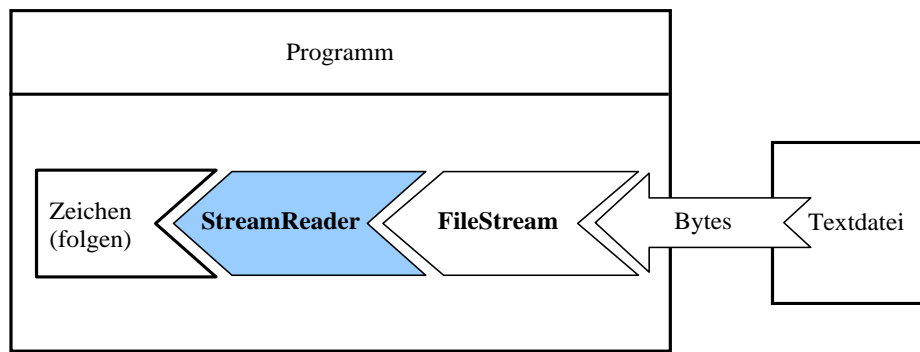 Programm
Zeichen
(folgen)
StreamReader
FileStream
Bytes
Textdatei